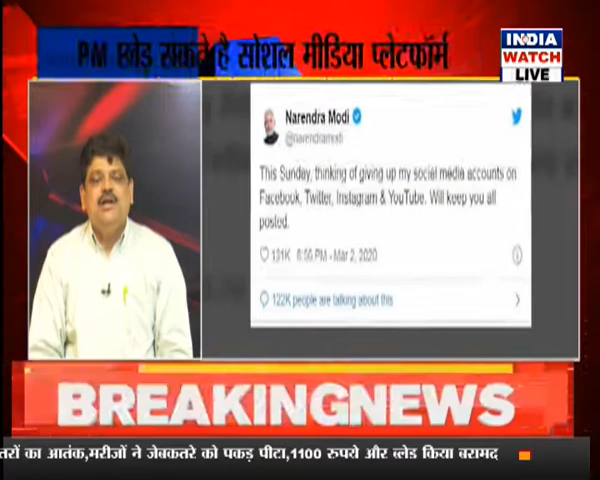 PM छोड़ सकते है सोशल मीडिया प्लेटफॉर्म
INDIA
WATCH
LIVE
Narendra Modi
@narendramodi
This Sunday, thinking of giving up my social media accounts on
Facebook, Twitter, Instagram & YouTube. Will keep you all
posted.
131K 8:56 PM - Mar 2, 2020
122K people are talking about this
BREAKINGNEWS
तरों का आतंक,मरीजों ने जेबकतरे को पकड़ पीटा,1100 रुपये और ब्लेड किया बरामद